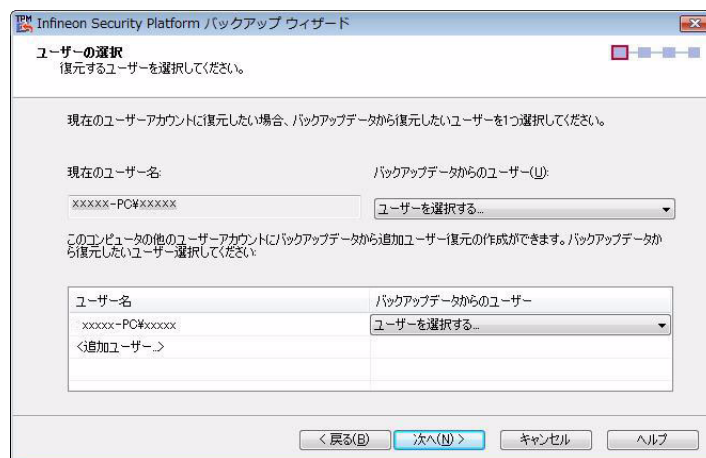 Infineon Security Platform バックアップ ウィザード
ユーザーの選択
復元するユーザーを選択してください。
現在のユーザーアカウントに復元したい場合、バックアップデータから復元したいユーザーを1つ選択してください。
現在のユーザー名:
バックアップデータからのユーザー(U):
xxxxx-PC¥xxxxx
ユーザーを選択する...
このコンピュータの他のユーザーアカウントにバックアップデータから追加ユーザー復元の作成ができます。バックアップデータか
ら復元したいユーザー選択してください:
ユーザー名 バックアップデータからのユーザー
xxxxx-PC¥xxxxx ユーザーを選択する...
<追加ユーザー...>
< 戻る(B) 次へ(N) > キャンセル ヘルプ